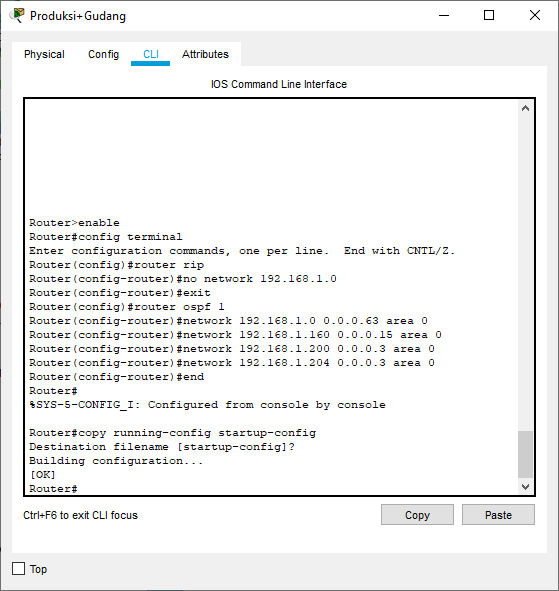 Produksi+Gudang
Physical Config CLI Attributes
IOS Command Line Interface
Router>enable
Router#config terminal
Enter configuration commands, one per line.  End with CNTL/Z.
Router(config)#router rip
Router(config-router)#no network 192.168.1.0
Router(config-router)#exit
Router(config)#router ospf 1
Router(config-router)#network 192.168.1.0 0.0.0.63 area 0
Router(config-router)#network 192.168.1.160 0.0.0.15 area 0
Router(config-router)#network 192.168.1.200 0.0.0.3 area 0
Router(config-router)#network 192.168.1.204 0.0.0.3 area 0
Router(config-router)#end
Router#
%SYS-5-CONFIG_I: Configured from console by console
Router#copy running-config startup-config
Destination filename [startup-config]?
Building configuration...
[OK]
Router#
Ctrl+F6 to exit CLI focus
Copy Paste
Top